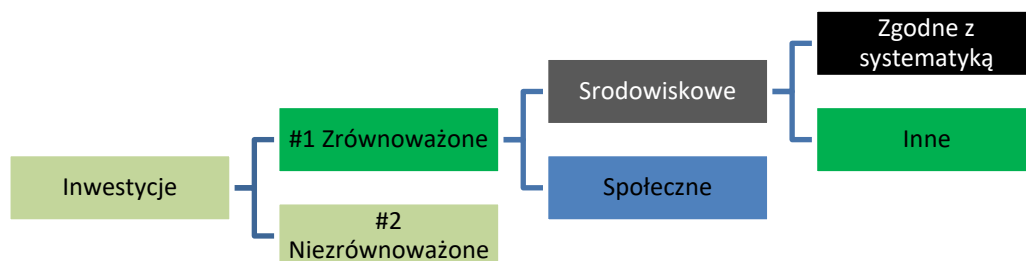 Zgodne z
systematyką
Srodowiskowe
#1 Zrównoważone
Inne
Inwestycje
Społeczne
#2
Niezrównoważone